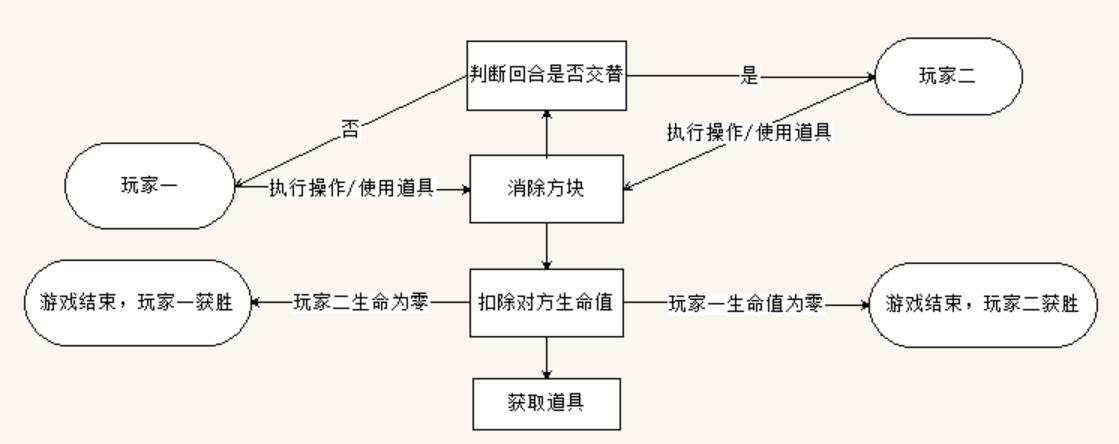 判断回合是否交替
是
玩家二
否
执行操作/使用道具
玩家一
执行操作/使用道具
消除方块
游戏结束，玩家一获胜
玩家二生命为零
扣除对方生命值
玩家一生命值为零
游戏结束，玩家二获胜
获取道具